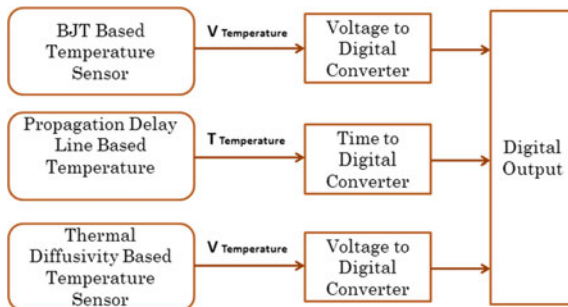 BJT Based
Temperature
Sensor
V Temperature
Voltage to
Digital
Converter
Propagation Delay
Line Based
Temperature
T Temperature
Time to
Digital
Converter
Thermal
Diffusivity Based
Temperature
Sensor
V Temperature
Voltage to
Digital
Converter
Digital
Output